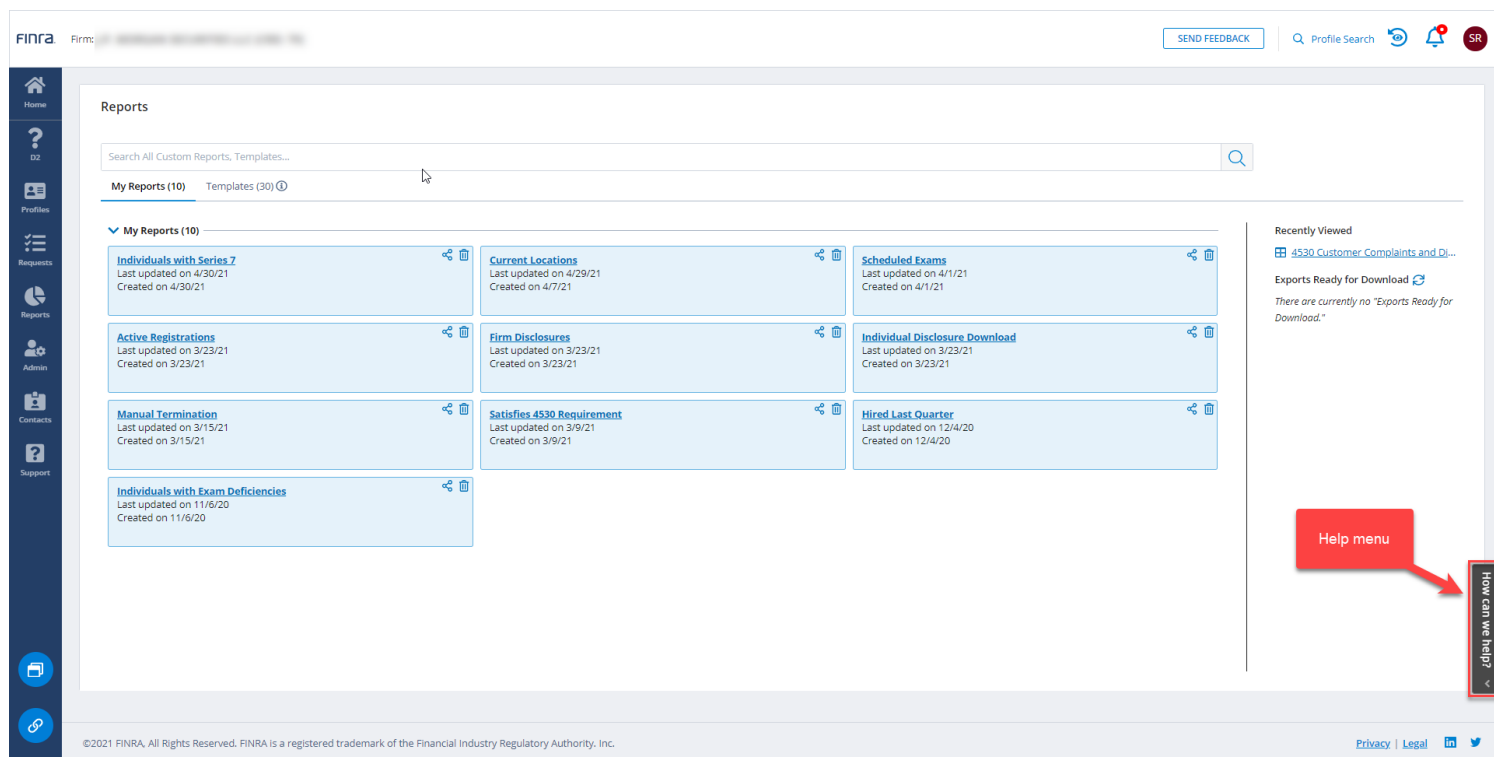 FINRA Firm:
SEND FEEDBACK
Profile Search
SR
Home
D2
Profiles
Requests
Reports
Admin
Contacts
Support
Reports
Search All Custom Reports, Templates...
My Reports (10) Templates (30)
My Reports (10)
Individuals with Series 7
Last updated on 4/30/21
Created on 4/30/21
Current Locations
Last updated on 4/29/21
Created on 4/7/21
Scheduled Exams
Last updated on 4/1/21
Created on 4/1/21
Active Registrations
Last updated on 3/23/21
Created on 3/23/21
Firm Disclosures
Last updated on 3/23/21
Created on 3/23/21
Individual Disclosure Download
Last updated on 3/23/21
Created on 3/23/21
Manual Termination
Last updated on 3/15/21
Created on 3/15/21
Satisfies 4530 Requirement
Last updated on 3/9/21
Created on 3/9/21
Hired Last Quarter
Last updated on 12/4/20
Created on 12/4/20
Individuals with Exam Deficiencies
Last updated on 11/6/20
Created on 11/6/20
Recently Viewed
4530 Customer Complaints and Di...
Exports Ready for Download
There are currently no "Exports Ready for
Download."
Help menu
How can we help?
©2021 FINRA, All Rights Reserved. FINRA is a registered trademark of the Financial Industry Regulatory Authority. Inc.
Privacy | Legal